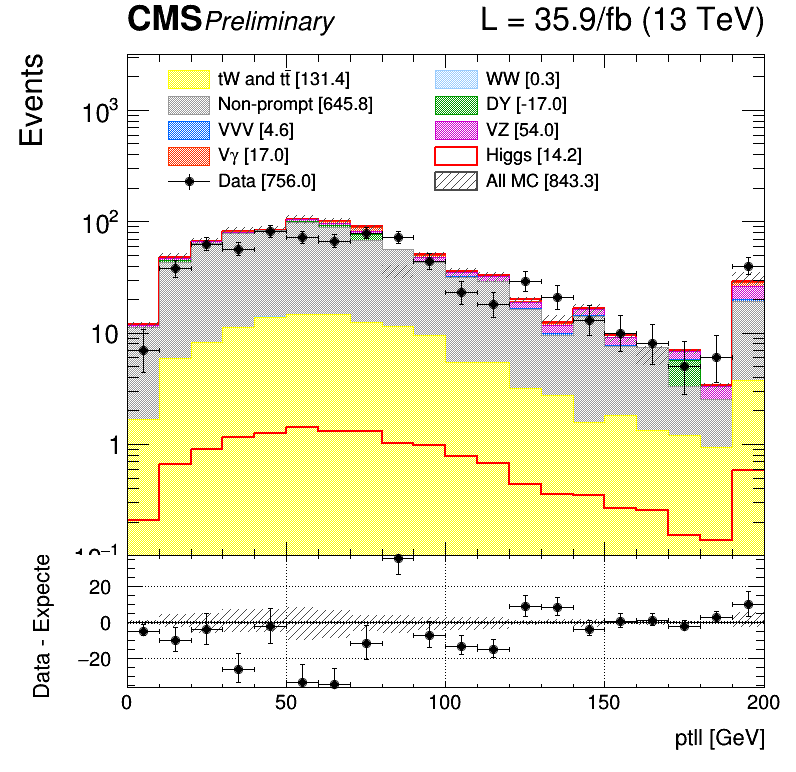 CMS Preliminary L = 35.9/fb (13 TeV)
Events
tW and tt̄ [131.4] WW [0.3]
Non-prompt [645.8] DY [-17.0]
VVV [4.6] VZ [54.0]
Vγ [17.0] Higgs [14.2]
Data [756.0] All MC [843.3]
10³
10²
10
1
10⁻¹
Data - Expecte
20
0
−20
0 50 100 150 200
ptll [GeV]